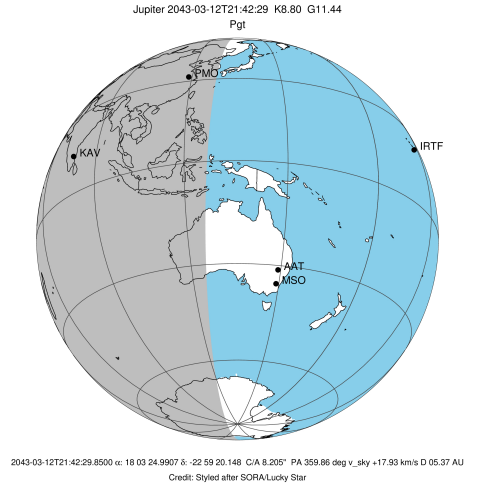 Jupiter 2043-03-12T21:42:29 K8.80 G11.44
Pgt
PMO
KAV
IRTF
AAT
MSO
2043-03-12T21:42:29.8500 α: 18 03 24.9907 δ: -22 59 20.148 C/A 8.205" PA 359.86 deg v_sky +17.93 km/s D 05.37 AU
Credit: Styled after SORA/Lucky Star